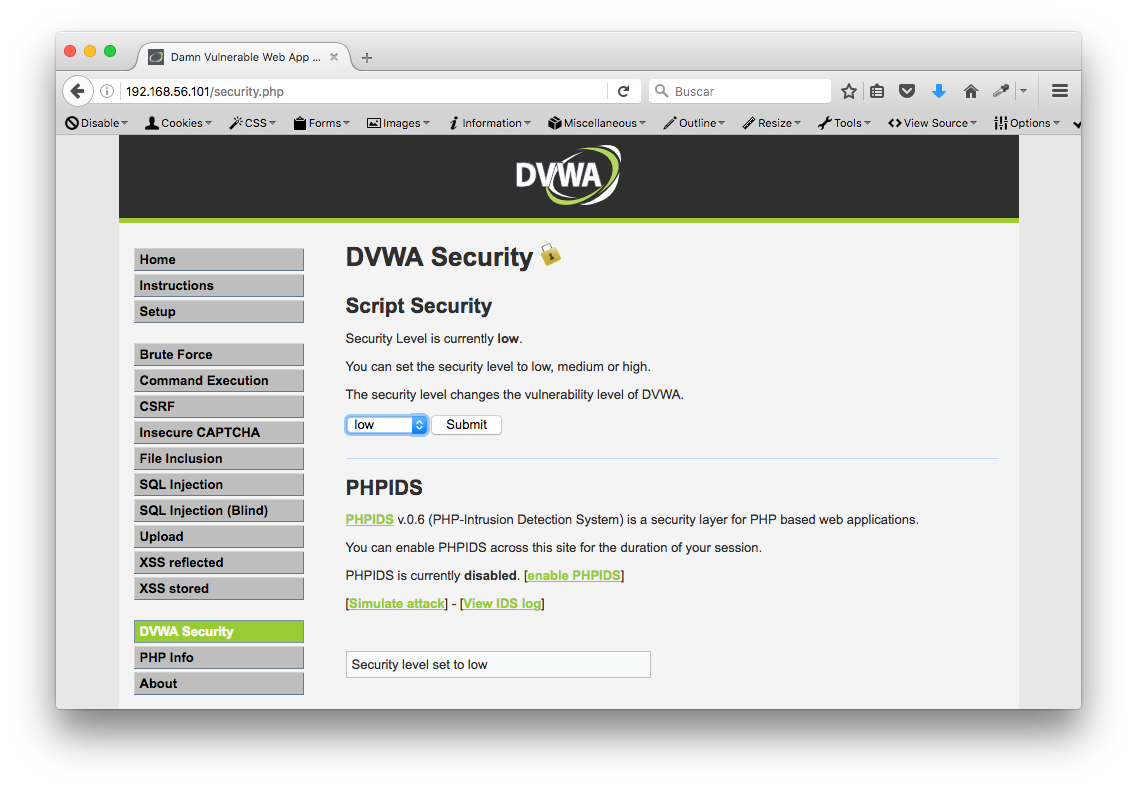 Damn Vulnerable Web App ...
192.168.56.101/security.php
Buscar
Disable Cookies CSS Forms Images Information Miscellaneous Outline Resize Tools View Source Options
DVWA
Home
Instructions
Setup
Brute Force
Command Execution
CSRF
Insecure CAPTCHA
File Inclusion
SQL Injection
SQL Injection (Blind)
Upload
XSS reflected
XSS stored
DVWA Security
PHP Info
About
DVWA Security
Script Security
Security Level is currently low.
You can set the security level to low, medium or high.
The security level changes the vulnerability level of DVWA.
low Submit
PHPIDS
PHPIDS v.0.6 (PHP-Intrusion Detection System) is a security layer for PHP based web applications.
You can enable PHPIDS across this site for the duration of your session.
PHPIDS is currently disabled. [enable PHPIDS]
[Simulate attack] - [View IDS log]
Security level set to low